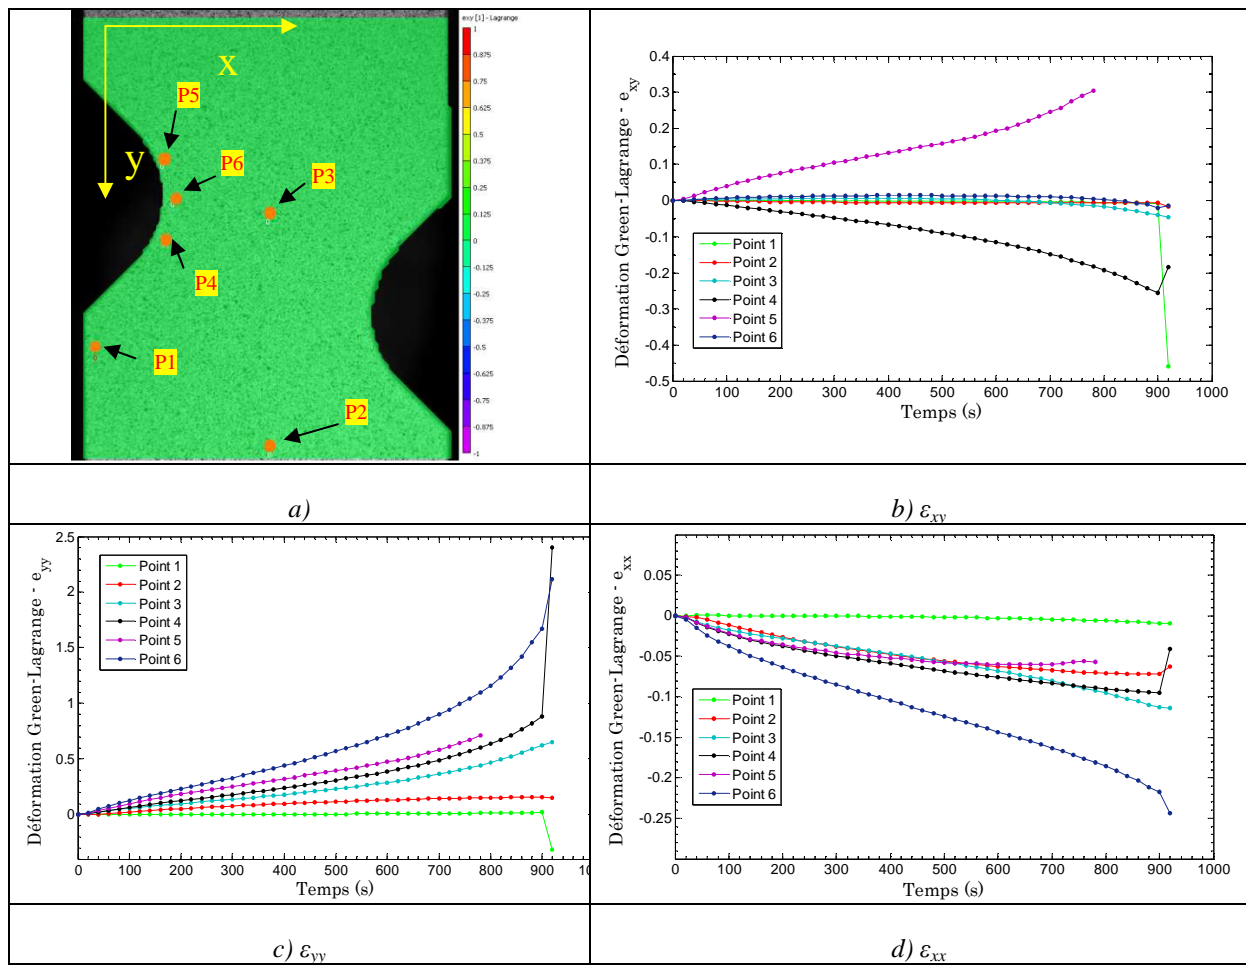 exy [1] - Lagrange
1
0.875
0.75
0.625
0.5
0.375
0.25
0.125
0
-0.125
-0.25
-0.375
-0.5
-0.625
-0.75
-0.875
-1
x
y
P5
P6
P3
P4
P1
P2
a)
Déformation Green-Lagrange - e_xy
0.4
0.3
0.2
0.1
0
-0.1
-0.2
-0.3
-0.4
-0.5
Point 1
Point 2
Point 3
Point 4
Point 5
Point 6
0 100 200 300 400 500 600 700 800 900 1000
Temps (s)
b) ε_xy
Déformation Green-Lagrange - e_yy
2.5
2
1.5
1
0.5
0
Point 1
Point 2
Point 3
Point 4
Point 5
Point 6
0 100 200 300 400 500 600 700 800 900
Temps (s)
c) ε_yy
Déformation Green-Lagrange - e_xx
0.05
0
-0.05
-0.1
-0.15
-0.2
-0.25
Point 1
Point 2
Point 3
Point 4
Point 5
Point 6
0 100 200 300 400 500 600 700 800 900 1000
Temps (s)
d) ε_xx